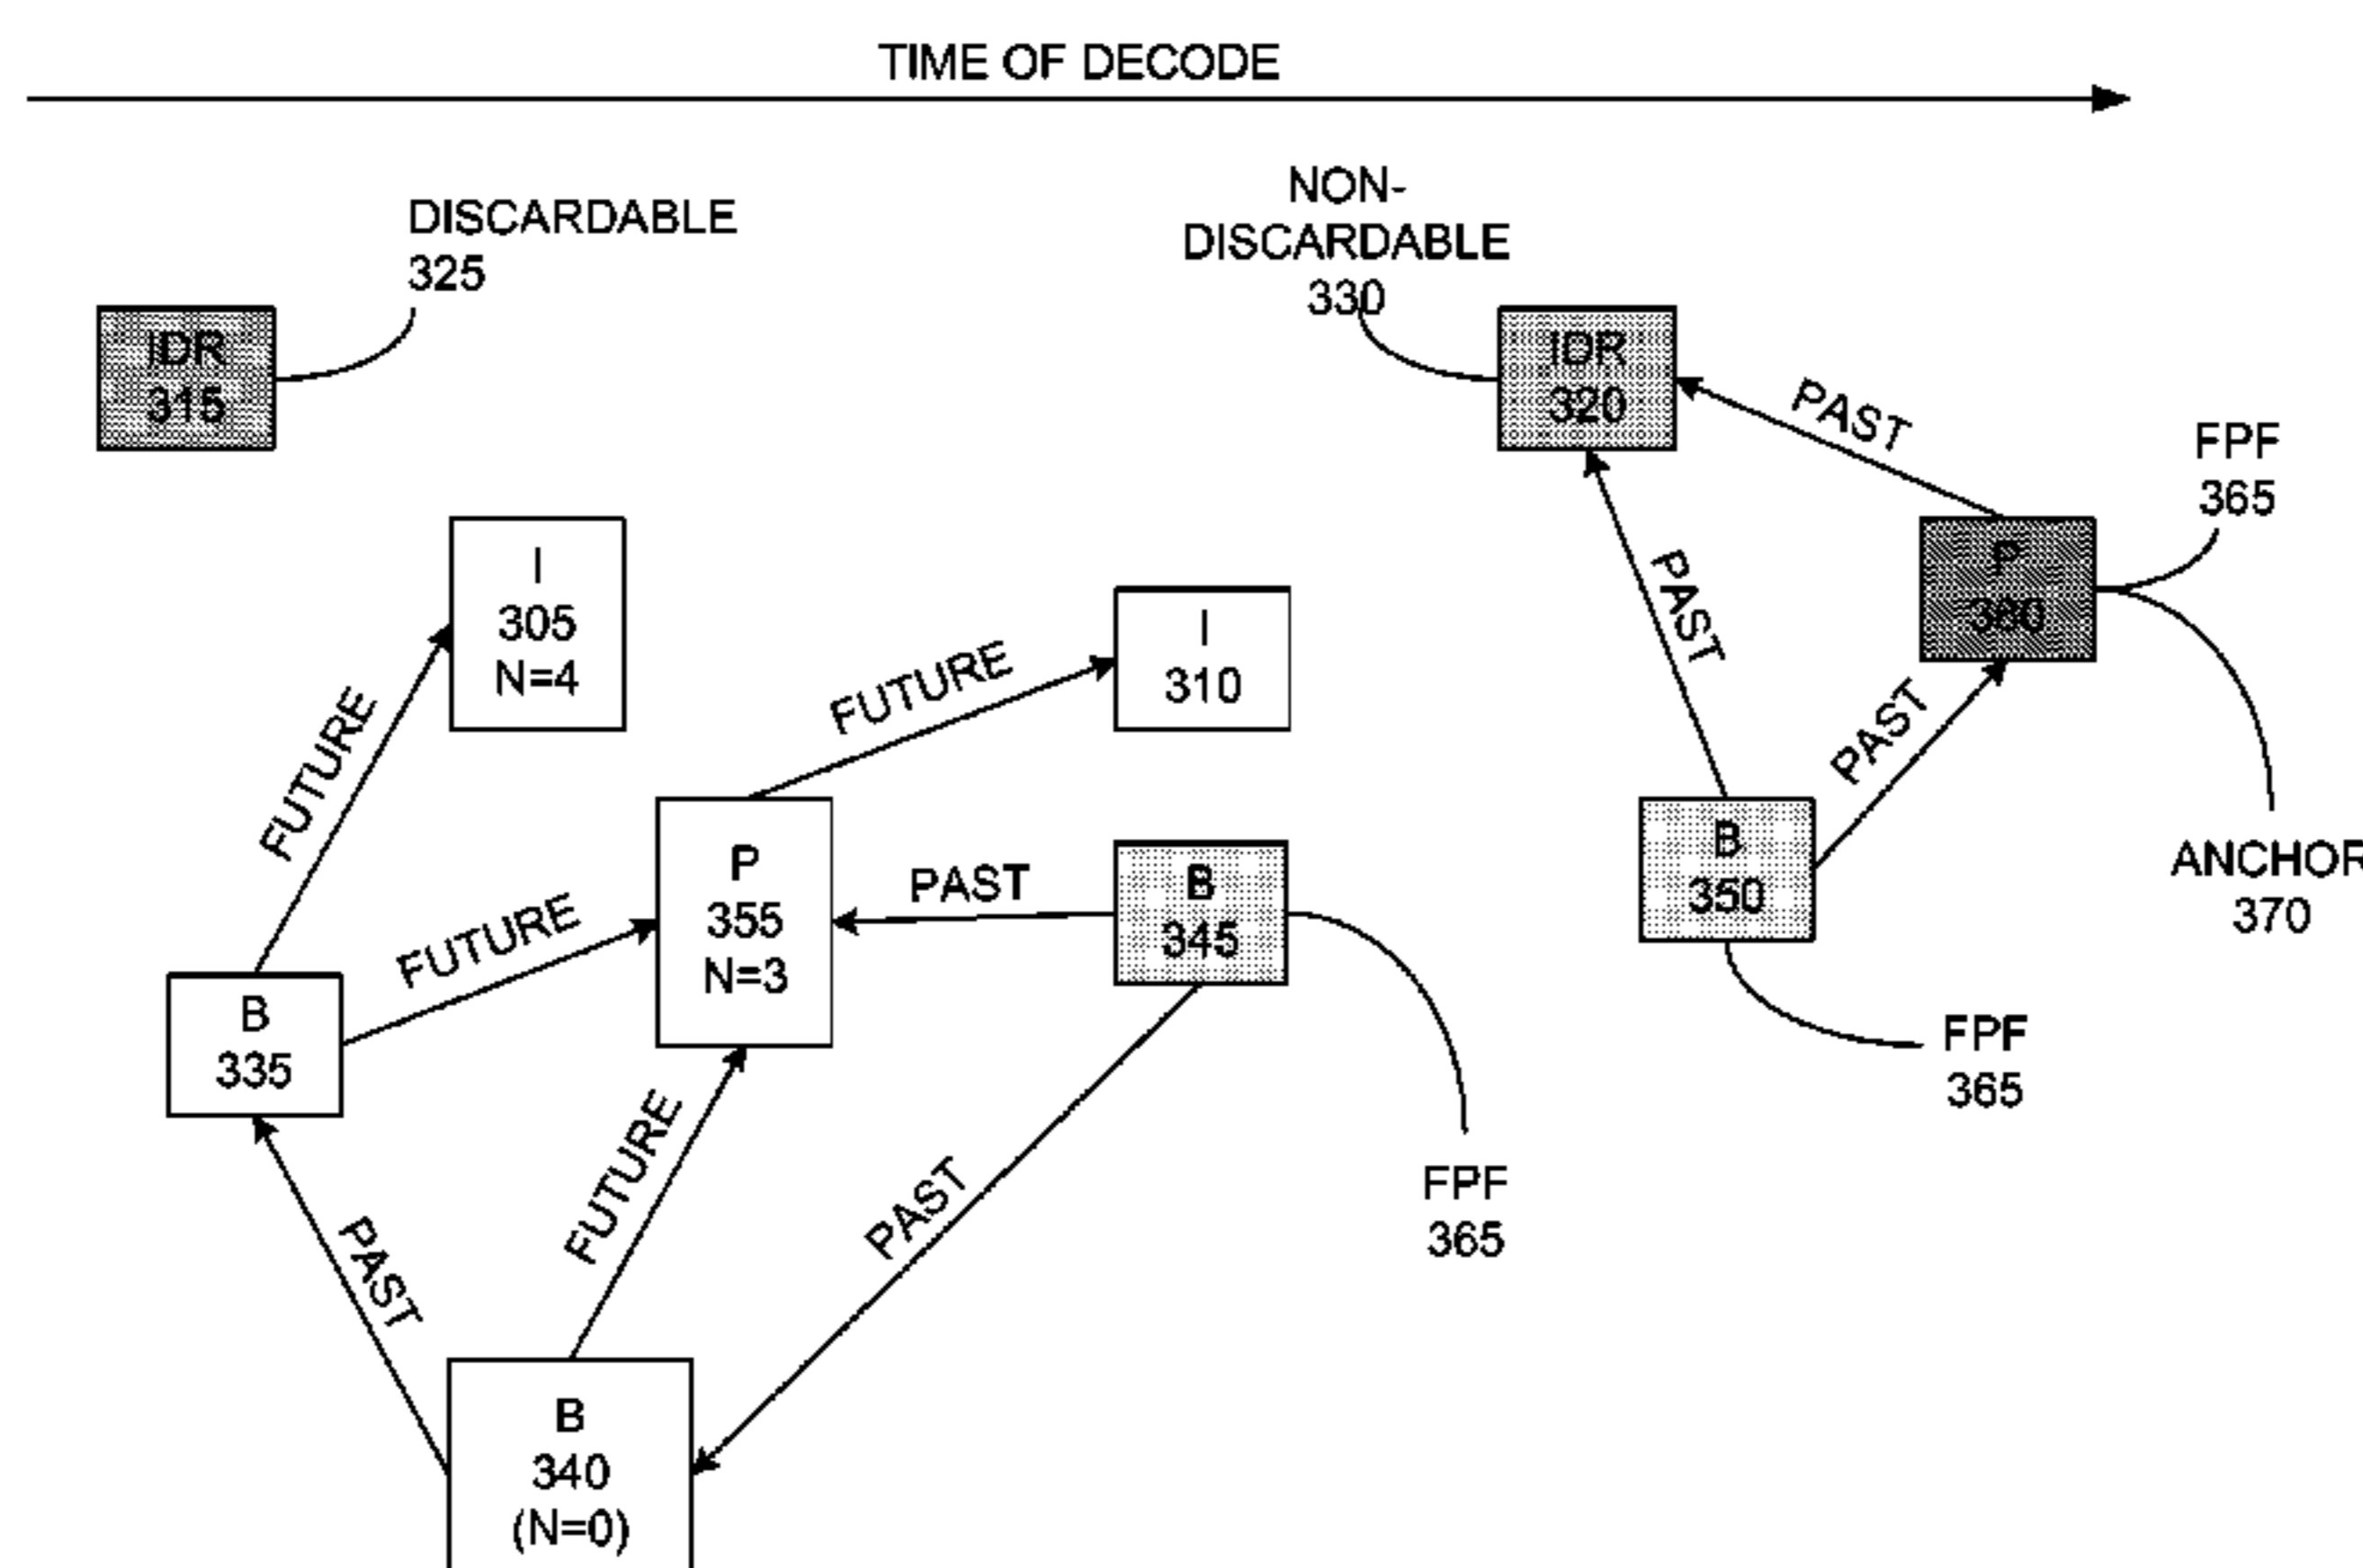 TIME OF DECODE
DISCARDABLE
325
NON-
DISCARDABLE
330
IDR
315
IDR
320
PAST
FPF
365
I
305
N=4
P
360
PAST
FUTURE
I
310
FUTURE
PAST
ANCHOR
370
P
355
N=3
PAST
B
345
B
350
FUTURE
B
335
FPF
365
FUTURE
FPF
365
PAST
PAST
B
340
(N=0)